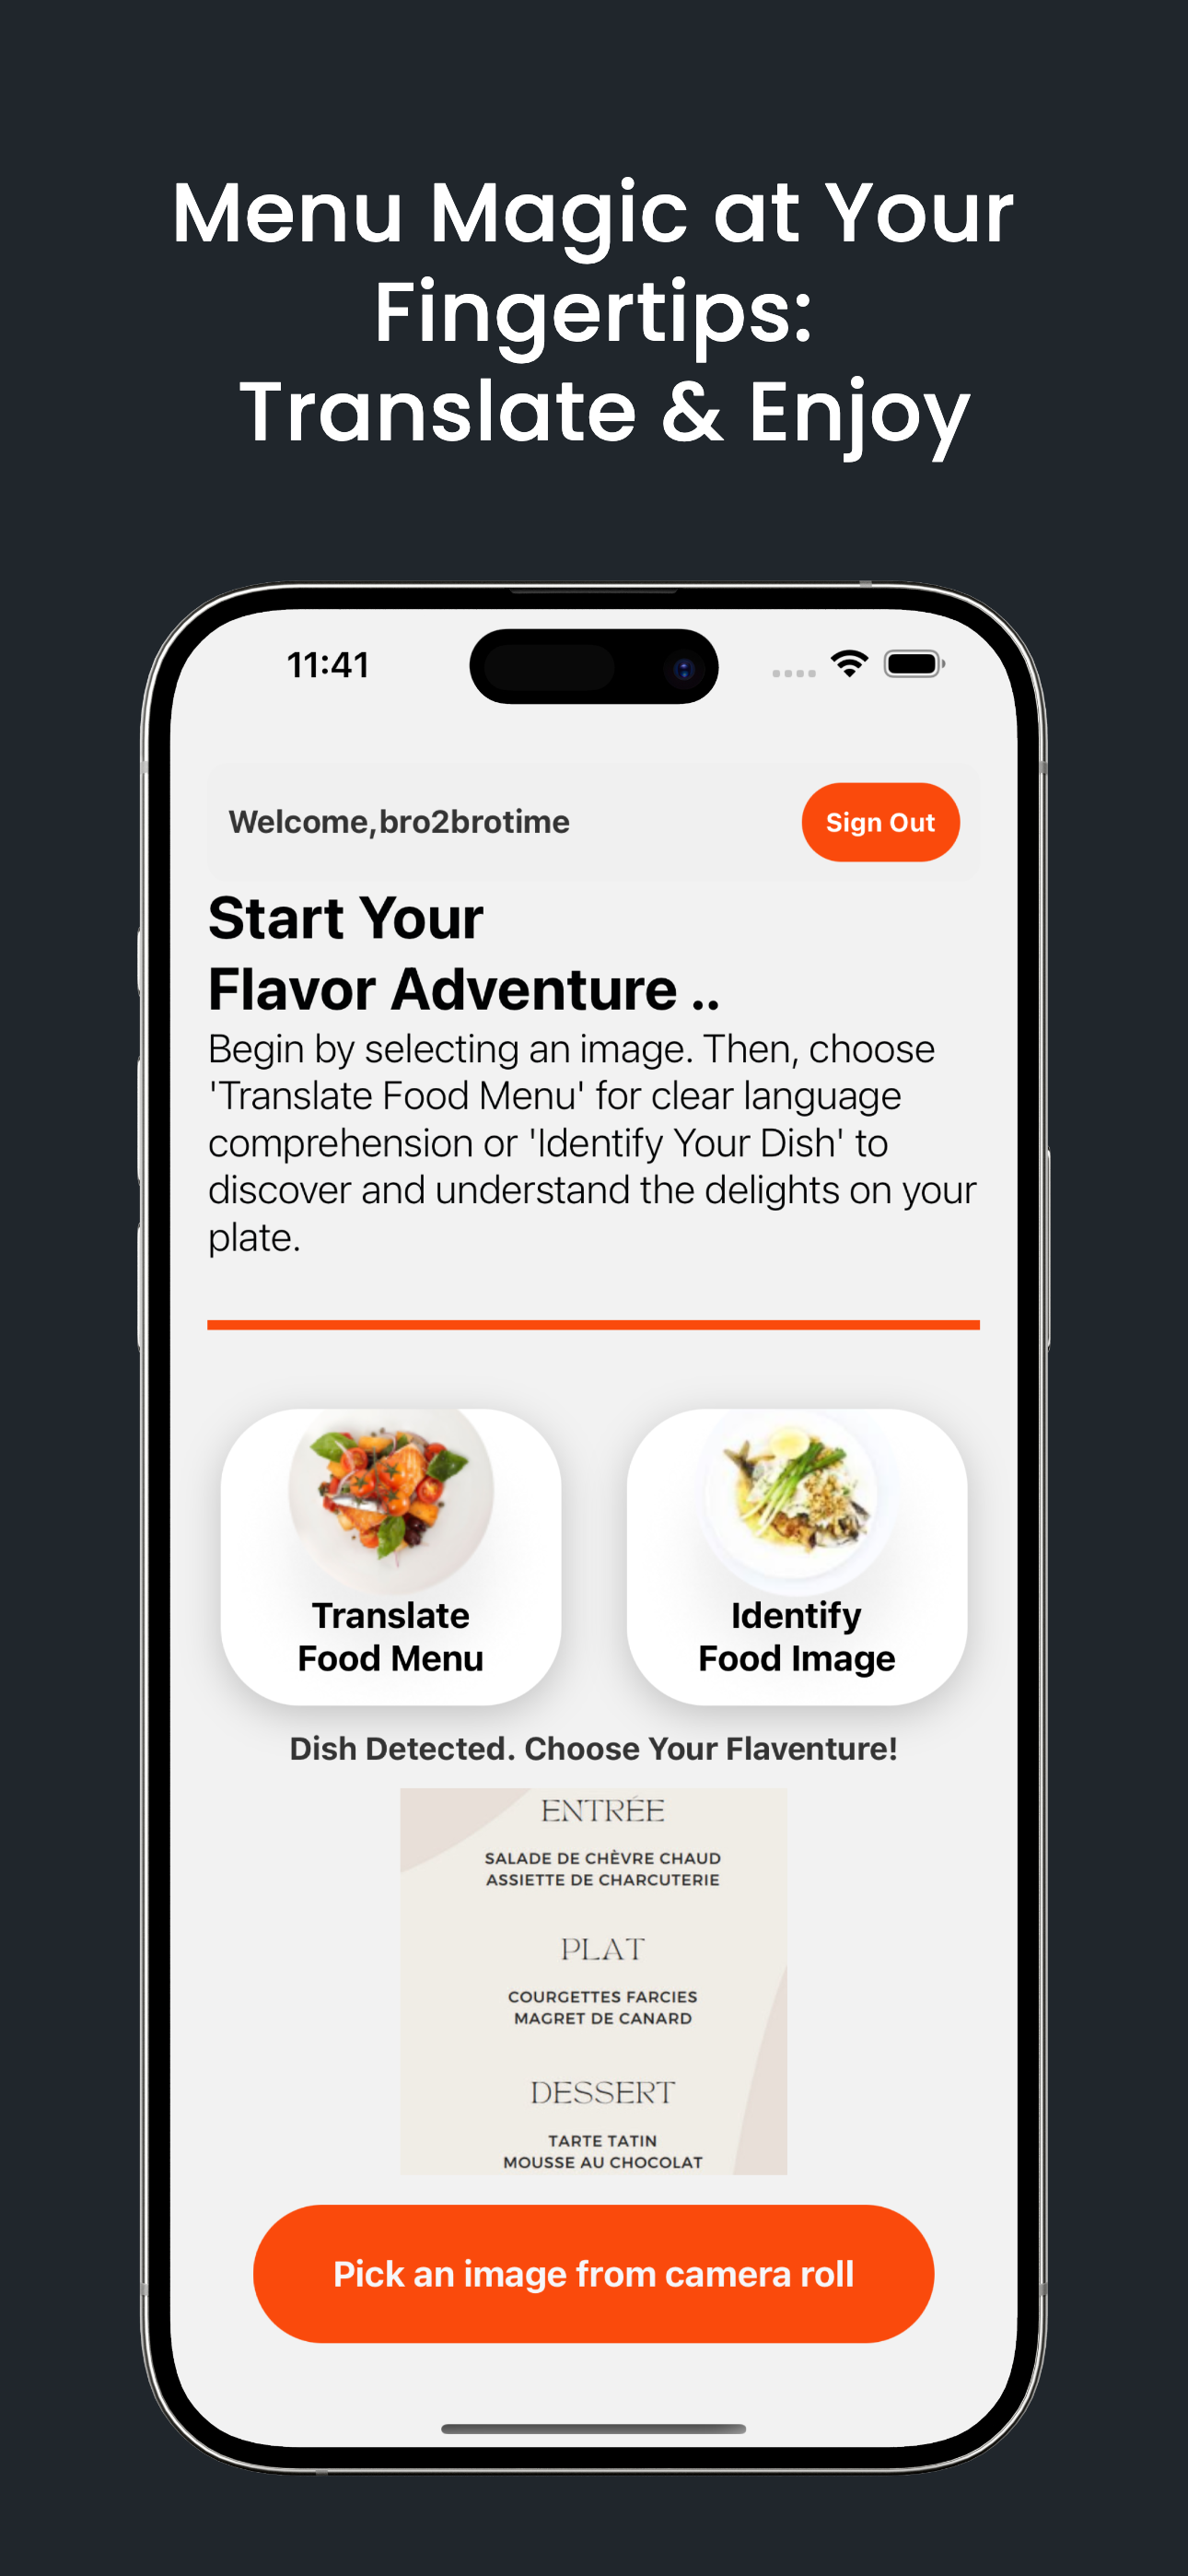 Menu Magic at Your
Fingertips:
Translate & Enjoy
11:41
Welcome,bro2brotime
Sign Out
Start Your
Flavor Adventure ..
Begin by selecting an image. Then, choose
'Translate Food Menu' for clear language
comprehension or 'Identify Your Dish' to
discover and understand the delights on your
plate.
Translate
Food Menu
Identify
Food Image
Dish Detected. Choose Your Flaventure!
ENTRÉE
SALADE DE CHÈVRE CHAUD
ASSIETTE DE CHARCUTERIE
PLAT
COURGETTES FARCIES
MAGRET DE CANARD
DESSERT
TARTE TATIN
MOUSSE AU CHOCOLAT
Pick an image from camera roll